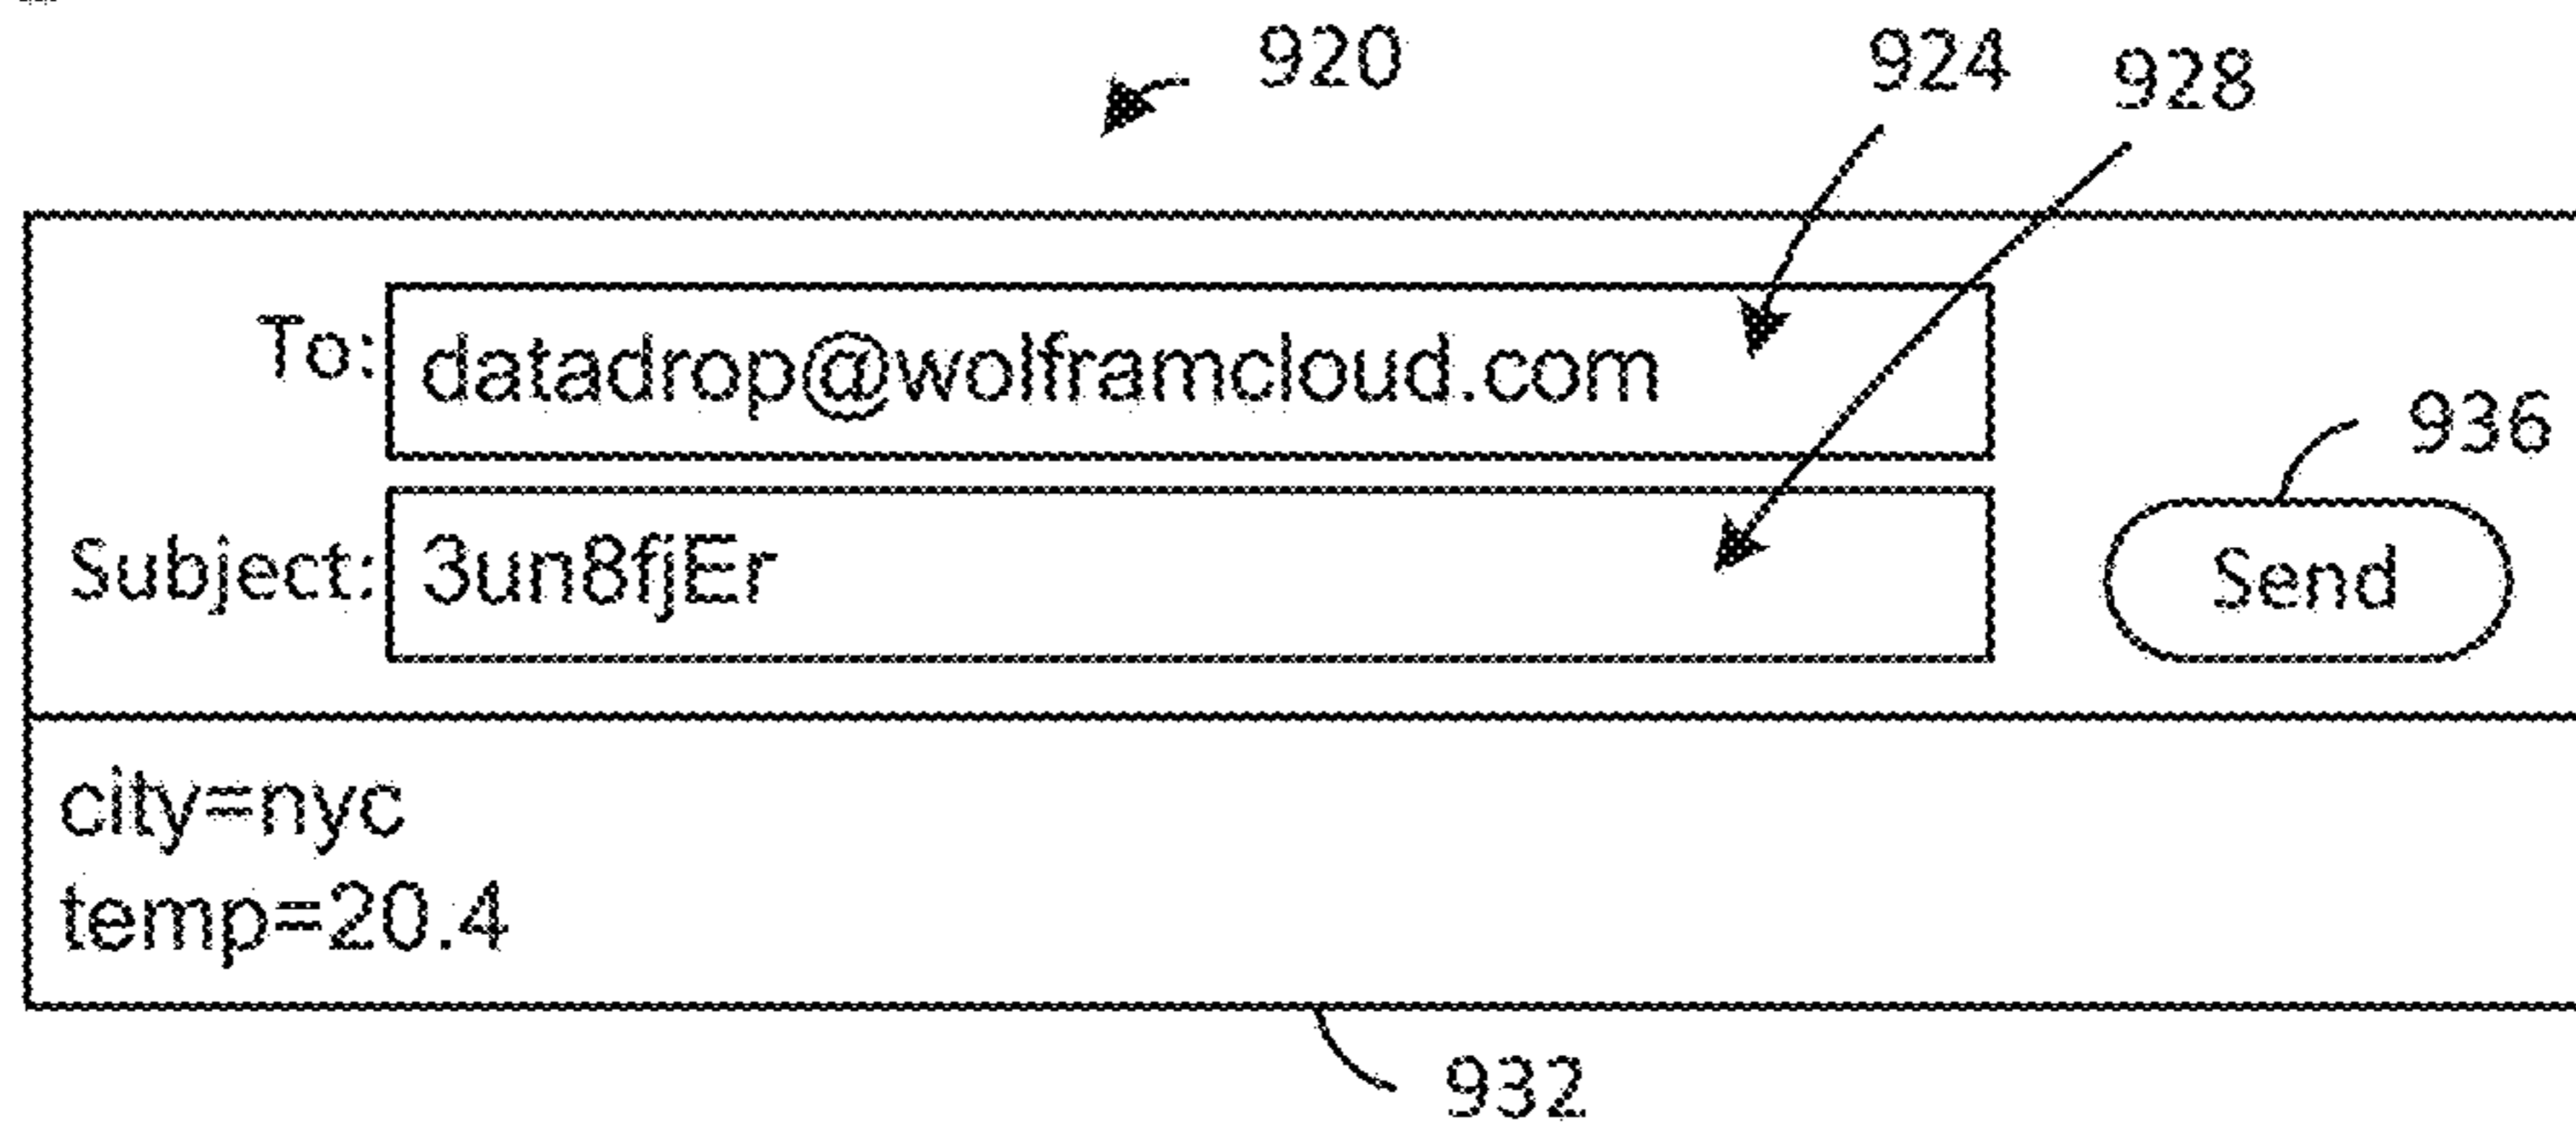 920
924
928
To: datadrop@wolframcloud.com
936
Subject: 3un8fjEr
Send
city=nyc
temp=20.4
932